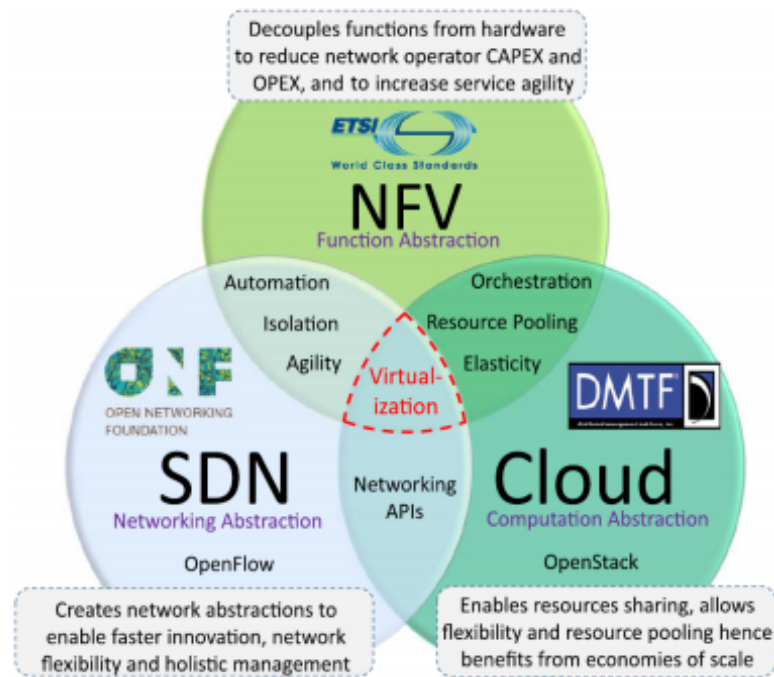 Decouples functions from hardware
to reduce network operator CAPEX and
OPEX, and to increase service agility
ETSI
World Class Standards
NFV
Function Abstraction
Automation
Orchestration
Isolation
Resource Pooling
Agility
Elasticity
Virtual-
ization
ONF
OPEN NETWORKING
FOUNDATION
DMTF
SDN
Networking Abstraction
Networking
APIs
Cloud
Computation Abstraction
OpenFlow
OpenStack
Creates network abstractions to
enable faster innovation, network
flexibility and holistic management
Enables resources sharing, allows
flexibility and resource pooling hence
benefits from economies of scale